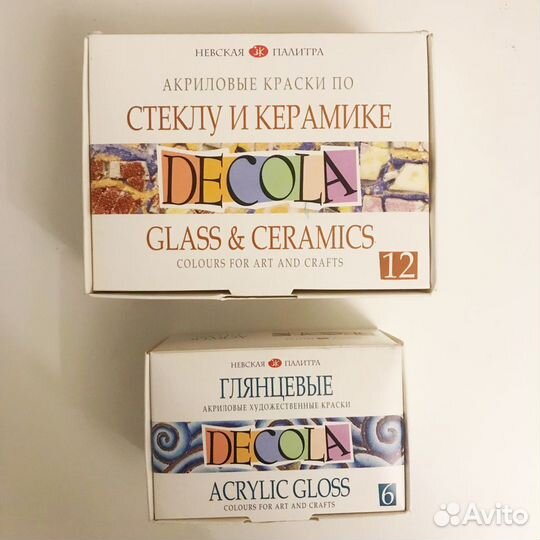 НЕВСКАЯ ПАЛИТРА
АКРИЛОВЫЕ КРАСКИ ПО
СТЕКЛУ И КЕРАМИКЕ
DECOLA
GLASS & CERAMICS
COLOURS FOR ART AND CRAFTS
12
НЕВСКАЯ ПАЛИТРА
ГЛЯНЦЕВЫЕ
АКРИЛОВЫЕ ХУДОЖЕСТВЕННЫЕ КРАСКИ
DECOLA
ACRYLIC GLOSS
COLOURS FOR ART AND CRAFTS
6
Avito